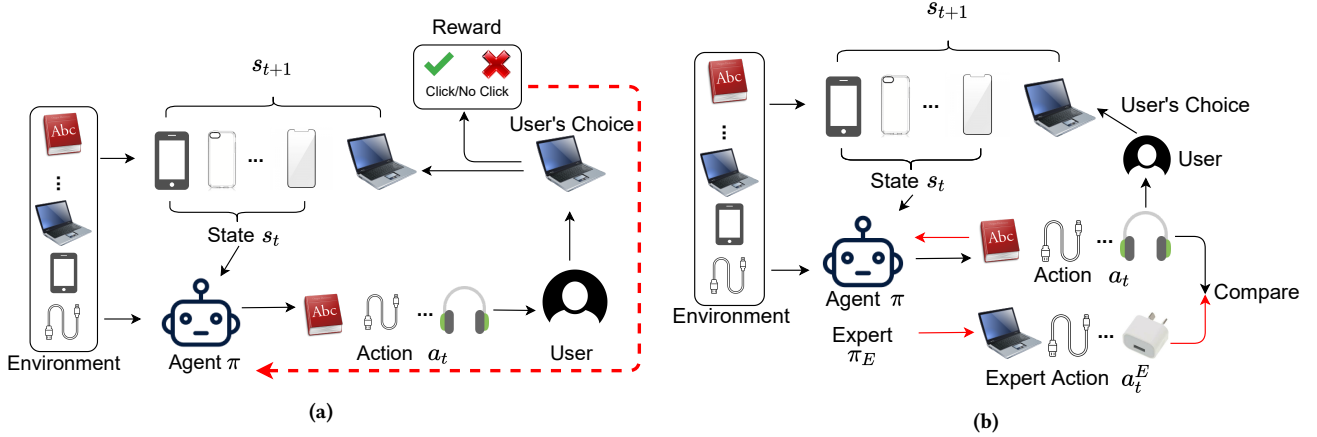 Reward
Click/No Click
s_{t+1}
Abc
...
User's Choice
State s_t
Abc
...
Action a_t
Agent π
User
Environment
(a)
s_{t+1}
Abc
...
...
User's Choice
User
State s_t
Abc
...
Action a_t
Agent π
Environment
Compare
Expert
π_E
...
Expert Action a_t^E
(b)